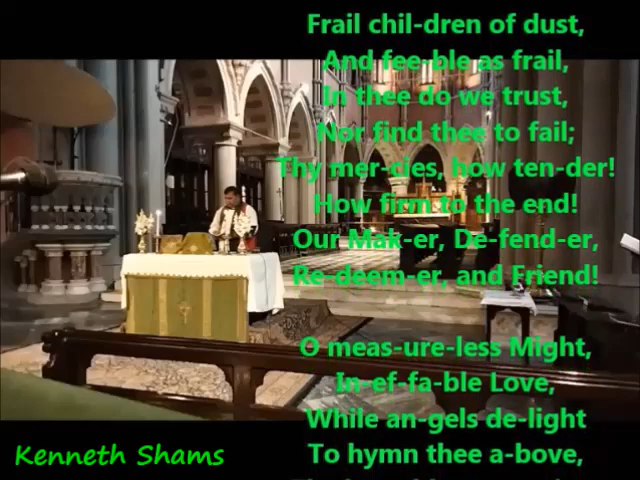 Frail chil-dren of dust,
And fee-ble as frail,
In thee do we trust,
Nor find thee to fail;
Thy mer-cies, how ten-der!
How firm to the end!
Our Mak-er, De-fend-er,
Re-deem-er, and Friend!
O meas-ure-less Might,
In-ef-fa-ble Love,
While an-gels de-light
To hymn thee a-bove,
Kenneth Shams